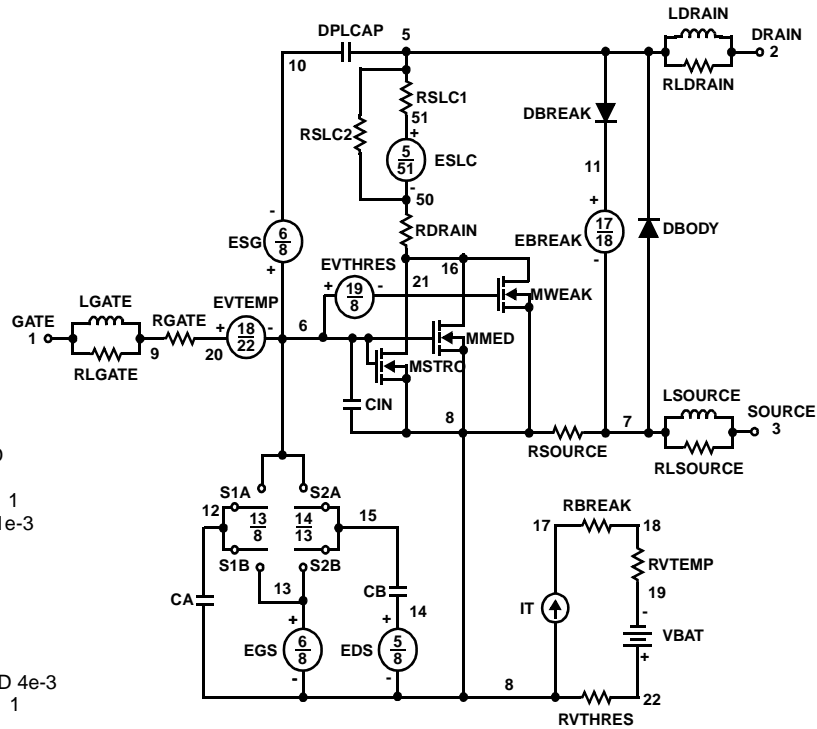 LDRAIN
DPLCAP
5
DRAIN
2
10
RSLC1
RLDRAIN
51
RSLC2
+
5
51
ESLC
DBREAK
-
50
11
-
6
8
ESG
+
RDRAIN
+
17
18
EBREAK
-
DBODY
EVTHRES
16
21
+
19
8
-
MWEAK
LGATE
EVTEMP
GATE
1
RGATE
+
18
22
-
6
MMED
9
20
RLGATE
MSTRO
CIN
8
LSOURCE
7
SOURCE
3
RSOURCE
RLSOURCE
S1A
S2A
12
13
8
14
13
15
S1B
S2B
13
CA
CB
14
+
6
8
EGS
-
+
5
8
EDS
-
RBREAK
17
18
RVTEMP
19
IT
-
VBAT
+
8
22
RVTHRES
1
1e-3
D 4e-3
1